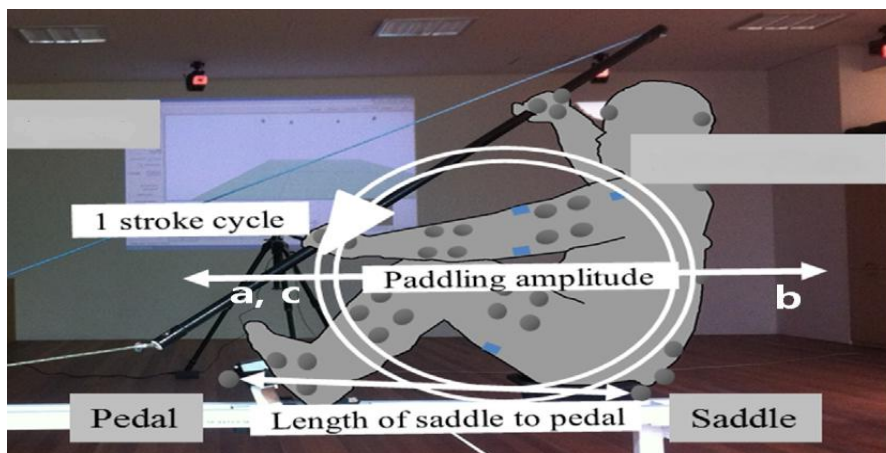 1 stroke cycle
Paddling amplitude
a, c
b
Length of saddle to pedal
Pedal
Saddle